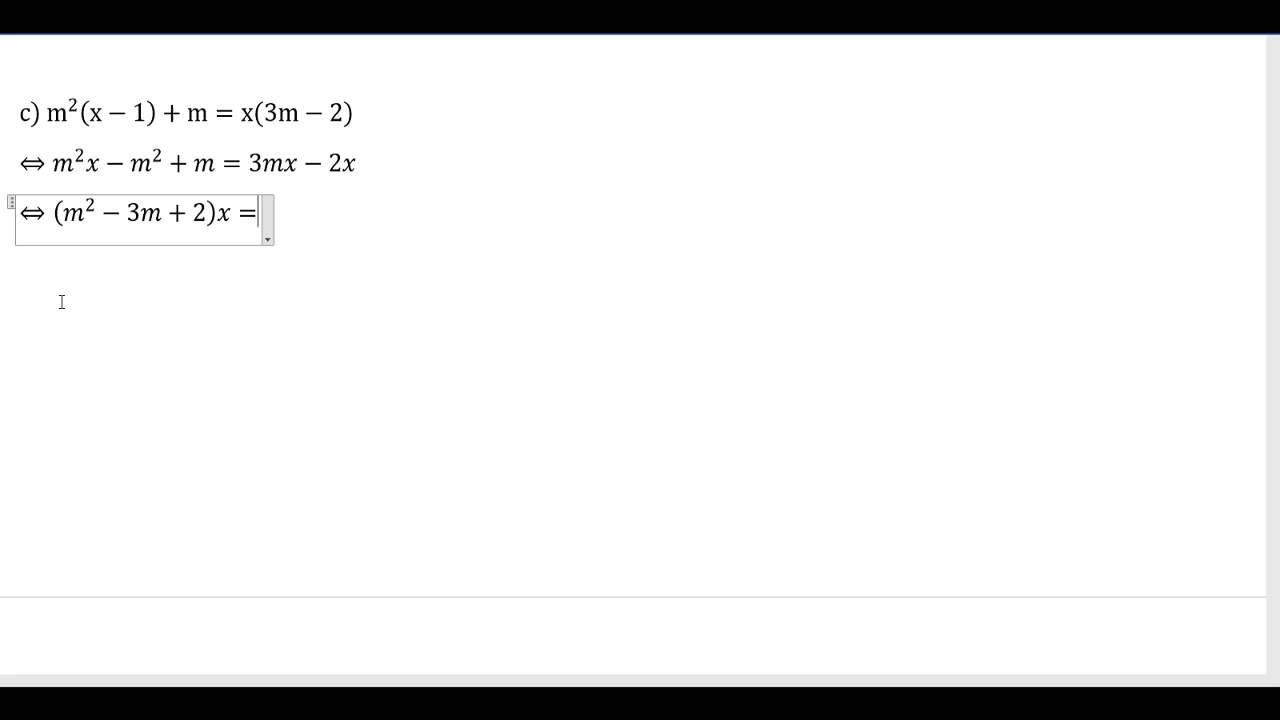 c) m²(x − 1) + m = x(3m − 2)
⇔ m²x − m² + m = 3mx − 2x
⇔ (m² − 3m + 2)x =